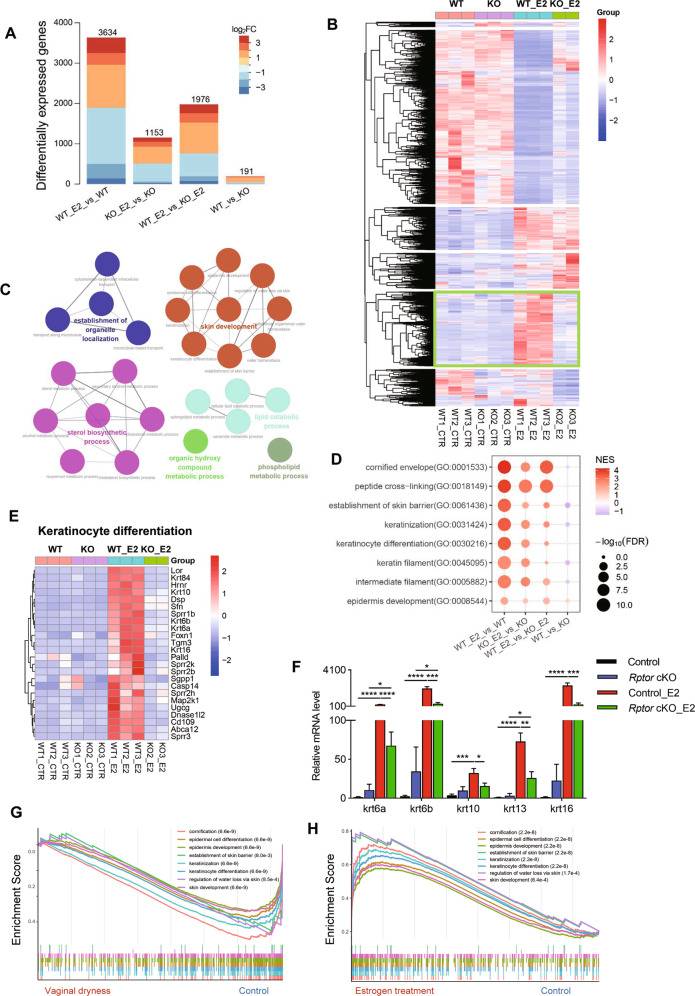 A
log2FC
3
1
−1
−3
Differentially expressed genes
4000
3000
2000
1000
0
3634
1153
1976
191
WT_E2_vs_WT
KO_E2_vs_KO
WT_E2_vs_KO_E2
WT_vs_KO
B
WT KO WT_E2 KO_E2
Group
2
1
0
−1
−2
WT1_CTR
WT2_CTR
WT3_CTR
KO1_CTR
KO2_CTR
KO3_CTR
WT1_E2
WT2_E2
WT3_E2
KO2_E2
KO3_E2
C
establishment of
organelle
localization
skin development
sterol biosynthetic
process
lipid catabolic
process
organic hydroxy
compound
metabolic process
phospholipid
metabolic process
D
cornified envelope(GO:0001533)
peptide cross−linking(GO:0018149)
establishment of skin barrier(GO:0061436)
keratinization(GO:0031424)
keratinocyte differentiation(GO:0030216)
keratin filament(GO:0045095)
intermediate filament(GO:0005882)
epidermis development(GO:0008544)
WT_E2_vs_WT
KO_E2_vs_KO
WT_E2_vs_KO_E2
WT_vs_KO
NES
4
3
2
1
0
−1
−log10(FDR)
0.0
2.5
5.0
7.5
10.0
E
Keratinocyte differentiation
WT KO WT_E2 KO_E2
Group
Lor
Krt84
Hrnr
Krt10
Dsp
Sfn
Sprr1b
Krt6b
Krt6a
Foxn1
Tgm3
Krt16
Palld
Sprr2k
Sprr2b
Sgpp1
Casp14
Sprr2h
Map2k1
Ugcg
Dnase1l2
Cd109
Abca12
Sprr3
2
1
0
−1
−2
WT1_CTR
WT2_CTR
WT3_CTR
KO1_CTR
KO2_CTR
KO3_CTR
WT1_E2
WT2_E2
WT3_E2
KO2_E2
KO3_E2
F
Relative mRNA level
4100
100
100
50
0
*
**** ****
*
**** ***
*** *
*
**** **
**** ***
krt6a krt6b krt10 krt13 krt16
Control
Rptor cKO
Control_E2
Rptor cKO_E2
G
Enrichment Score
cornification (6.6e-9)
epidermal cell differentiation (6.6e-9)
epidermis development (6.6e-9)
establishment of skin barrier (8.0e-3)
keratinization (6.6e-9)
keratinocyte differentiation (6.6e-9)
regulation of water loss via skin (8.5e-4)
skin development (6.6e-9)
Vaginal dryness
Control
H
Enrichment Score
0.8
0.6
0.4
0.2
cornification (2.2e-8)
epidermal cell differentiation (2.2e-8)
epidermis development (2.2e-8)
establishment of skin barrier (2.2e-8)
keratinization (2.2e-8)
keratinocyte differentiation (2.2e-8)
regulation of water loss via skin (1.7e-4)
skin development (6.4e-4)
Estrogen treatment
Control